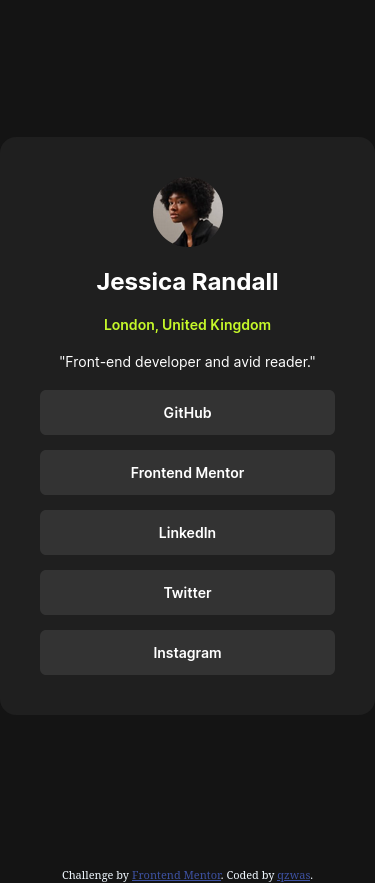 Jessica Randall
London, United Kingdom
"Front-end developer and avid reader."
GitHub
Frontend Mentor
LinkedIn
Twitter
Instagram
Challenge by Frontend Mentor. Coded by qzwas.